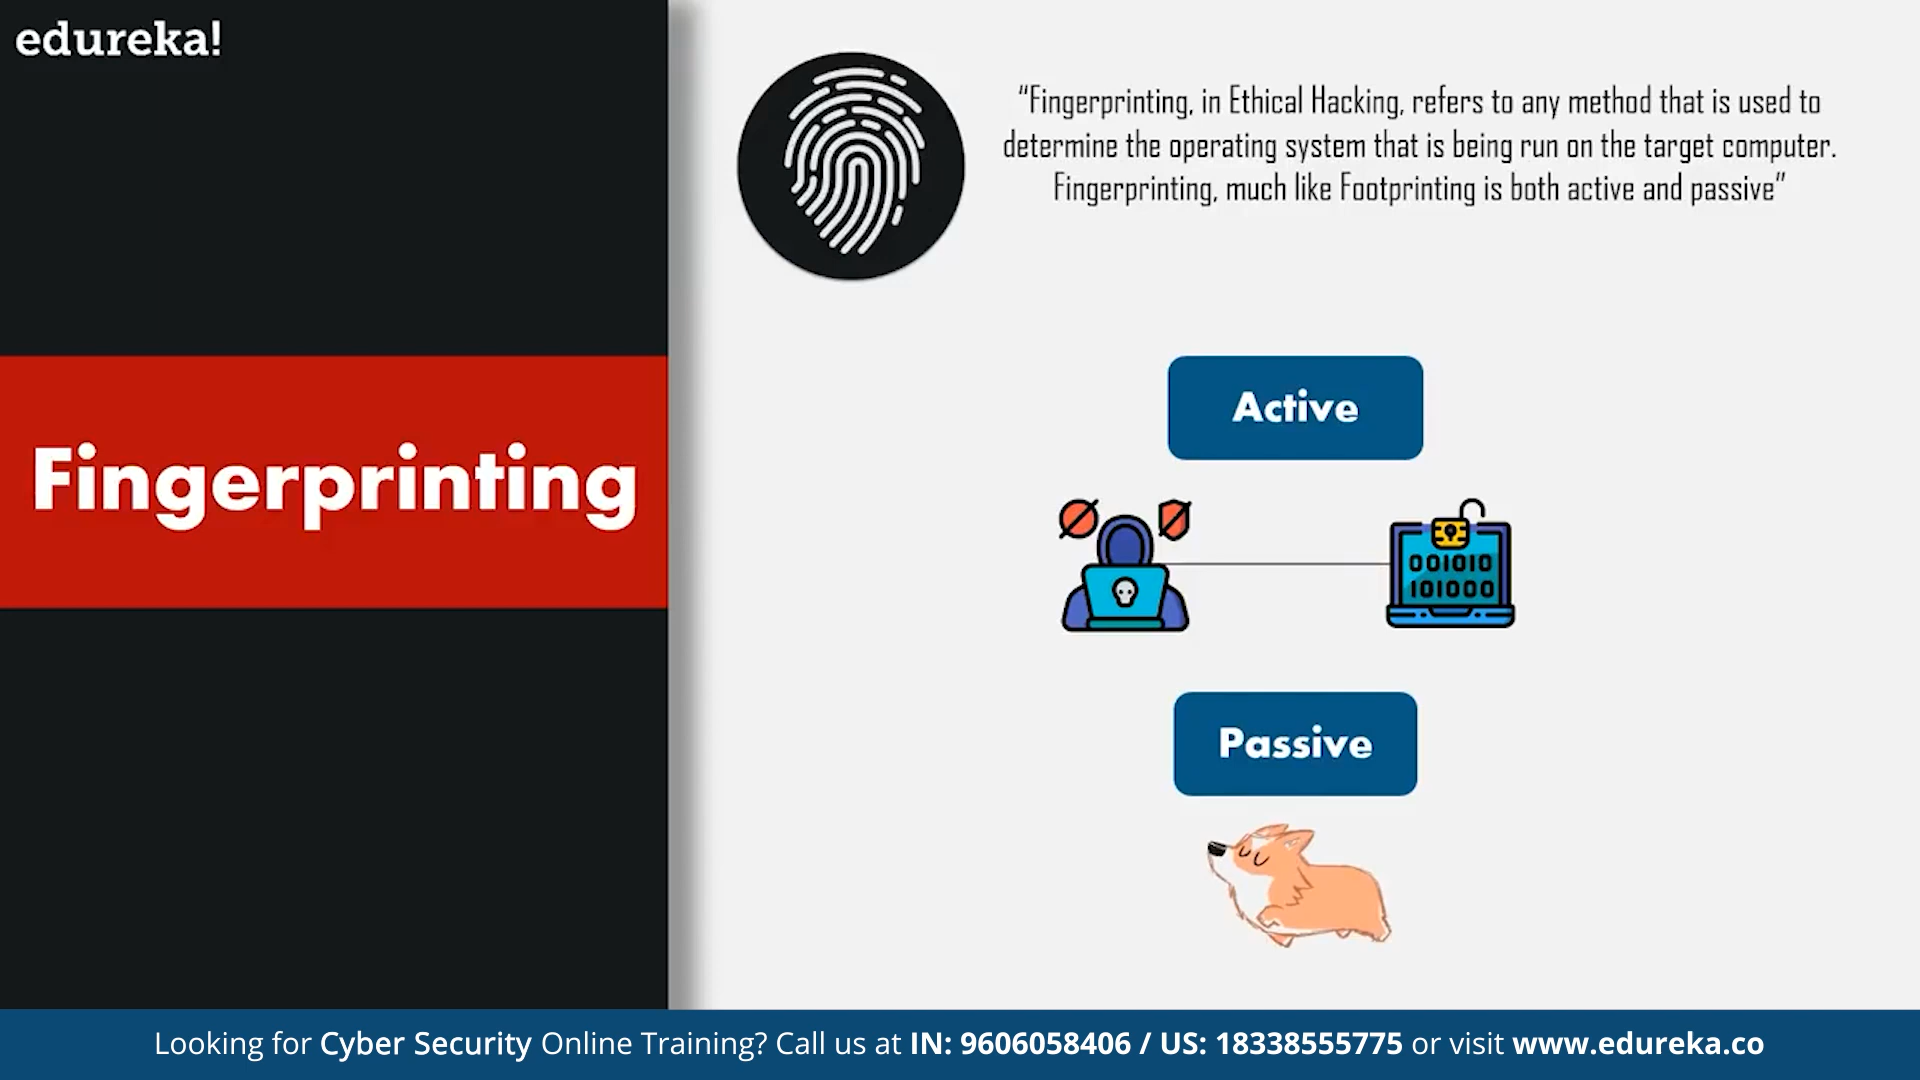 edureka!
Fingerprinting
“Fingerprinting, in Ethical Hacking, refers to any method that is used to
determine the operating system that is being run on the target computer.
Fingerprinting, much like Footprinting is both active and passive”
Active
001010
101000
Passive
Looking for Cyber Security Online Training? Call us at IN: 9606058406 / US: 18338555775 or visit www.edureka.co